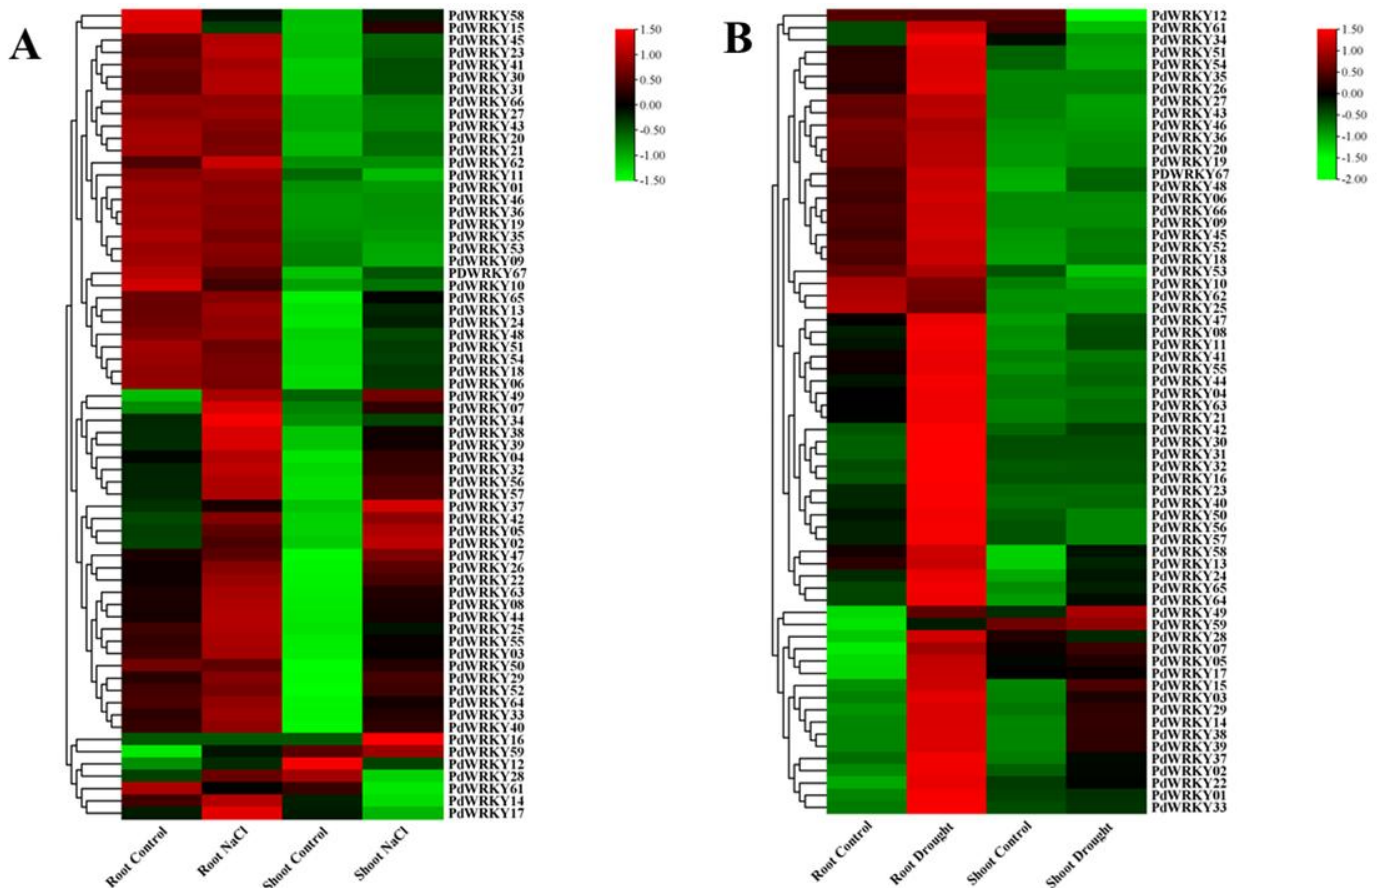 A
PdWRKY58
PdWRKY15
PdWRKY45
PdWRKY23
PdWRKY41
PdWRKY30
PdWRKY31
PdWRKY66
PdWRKY27
PdWRKY43
PdWRKY20
PdWRKY21
PdWRKY62
PdWRKY11
PdWRKY01
PdWRKY46
PdWRKY36
PdWRKY19
PdWRKY35
PdWRKY53
PdWRKY09
PDWRKY67
PdWRKY10
PdWRKY65
PdWRKY13
PdWRKY24
PdWRKY48
PdWRKY51
PdWRKY54
PdWRKY18
PdWRKY06
PdWRKY49
PdWRKY07
PdWRKY34
PdWRKY38
PdWRKY39
PdWRKY04
PdWRKY32
PdWRKY56
PdWRKY57
PdWRKY37
PdWRKY42
PdWRKY05
PdWRKY02
PdWRKY47
PdWRKY26
PdWRKY22
PdWRKY63
PdWRKY08
PdWRKY44
PdWRKY25
PdWRKY55
PdWRKY03
PdWRKY50
PdWRKY29
PdWRKY52
PdWRKY64
PdWRKY33
PdWRKY40
PdWRKY16
PdWRKY59
PdWRKY12
PdWRKY28
PdWRKY61
PdWRKY14
PdWRKY17
Root Control
Root NaCl
Shoot Control
Shoot NaCl
1.50
1.00
0.50
0.00
-0.50
-1.00
-1.50
B
PdWRKY12
PdWRKY61
PdWRKY34
PdWRKY51
PdWRKY54
PdWRKY35
PdWRKY26
PdWRKY27
PdWRKY43
PdWRKY46
PdWRKY36
PdWRKY20
PdWRKY19
PDWRKY67
PdWRKY48
PdWRKY06
PdWRKY66
PdWRKY09
PdWRKY45
PdWRKY52
PdWRKY18
PdWRKY53
PdWRKY10
PdWRKY62
PdWRKY25
PdWRKY47
PdWRKY08
PdWRKY11
PdWRKY41
PdWRKY55
PdWRKY44
PdWRKY04
PdWRKY63
PdWRKY21
PdWRKY42
PdWRKY30
PdWRKY31
PdWRKY32
PdWRKY16
PdWRKY23
PdWRKY40
PdWRKY50
PdWRKY56
PdWRKY57
PdWRKY58
PdWRKY13
PdWRKY24
PdWRKY65
PdWRKY64
PdWRKY49
PdWRKY59
PdWRKY28
PdWRKY07
PdWRKY05
PdWRKY17
PdWRKY15
PdWRKY03
PdWRKY29
PdWRKY14
PdWRKY38
PdWRKY39
PdWRKY37
PdWRKY02
PdWRKY22
PdWRKY01
PdWRKY33
Root Control
Root Drought
Shoot Control
Shoot Drought
1.50
1.00
0.50
0.00
-0.50
-1.00
-1.50
-2.00